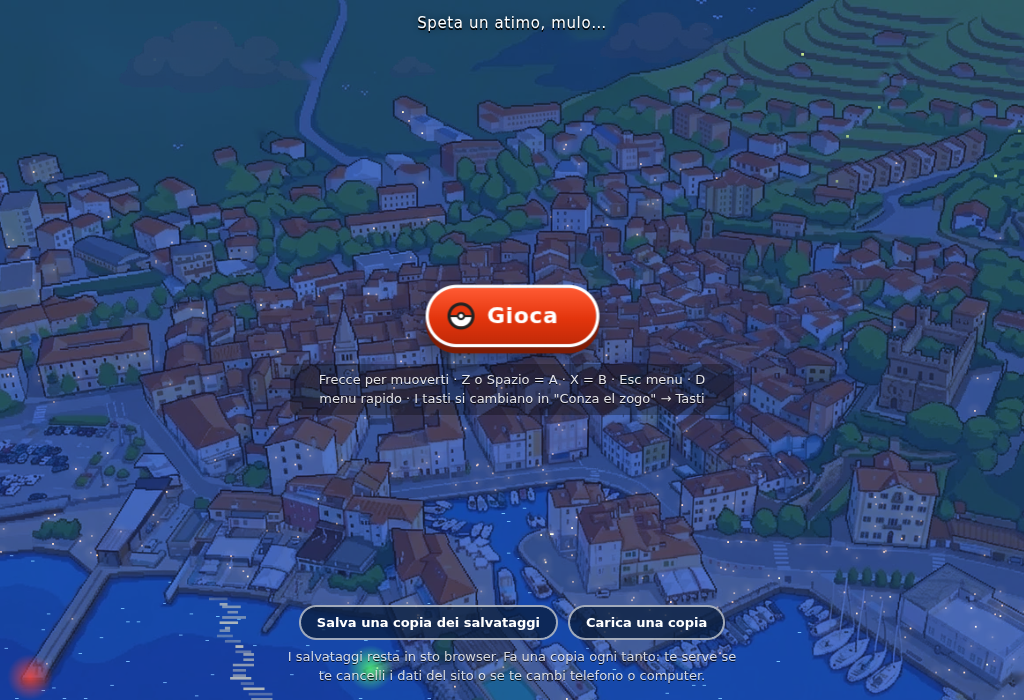 Speta un atimo, mulo...
Gioca
Frecce per muoverti · Z o Spazio = A · X = B · Esc menu · D
menu rapido · I tasti si cambiano in "Conza el zogo" → Tasti
Salva una copia dei salvataggi
Carica una copia
I salvataggi resta in sto browser. Fa una copia ogni tanto: te serve se
te cancelli i dati del sito o se te cambi telefono o computer.